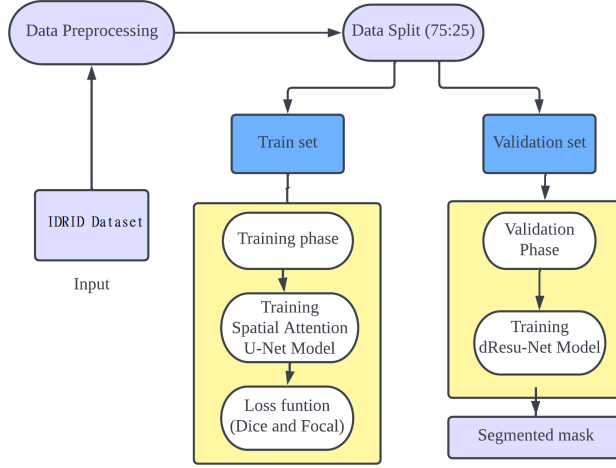 Data Preprocessing
Data Split (75:25)
Train set
Validation set
IDRID Dataset
Input
Training phase
Training
Spatial Attention
U-Net Model
Loss funtion
(Dice and Focal)
Validation
Phase
Training
dResu-Net Model
Segmented mask